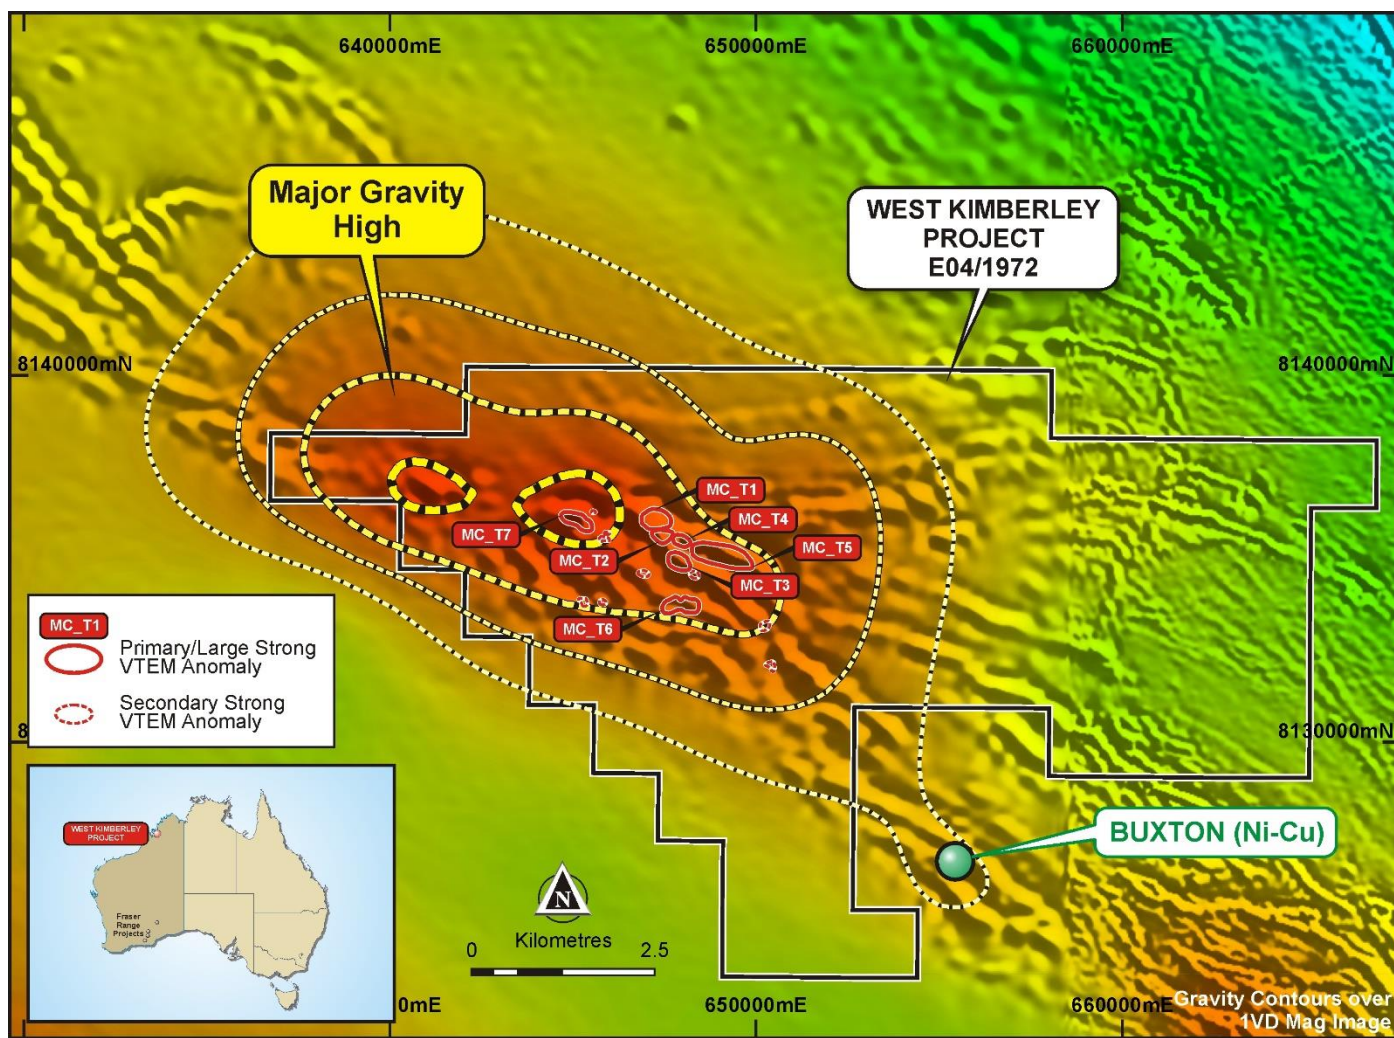 640000mE
650000mE
660000mE
Major Gravity
High
WEST KIMBERLEY
PROJECT
E04/1972
8140000mN
8140000mN
MC_T1
MC_T4
MC_T7
MC_T2
MC_T5
MC_T3
MC_T6
MC_T1
Primary/Large Strong
VTEM Anomaly
Secondary Strong
VTEM Anomaly
8
8130000mN
WEST KIMBERLEY
PROJECT
Fraser
Range
Projects
BUXTON (Ni-Cu)
N
Kilometres
0
2.5
0mE
650000mE
660000mE
Gravity Contours over
1VD Mag Image